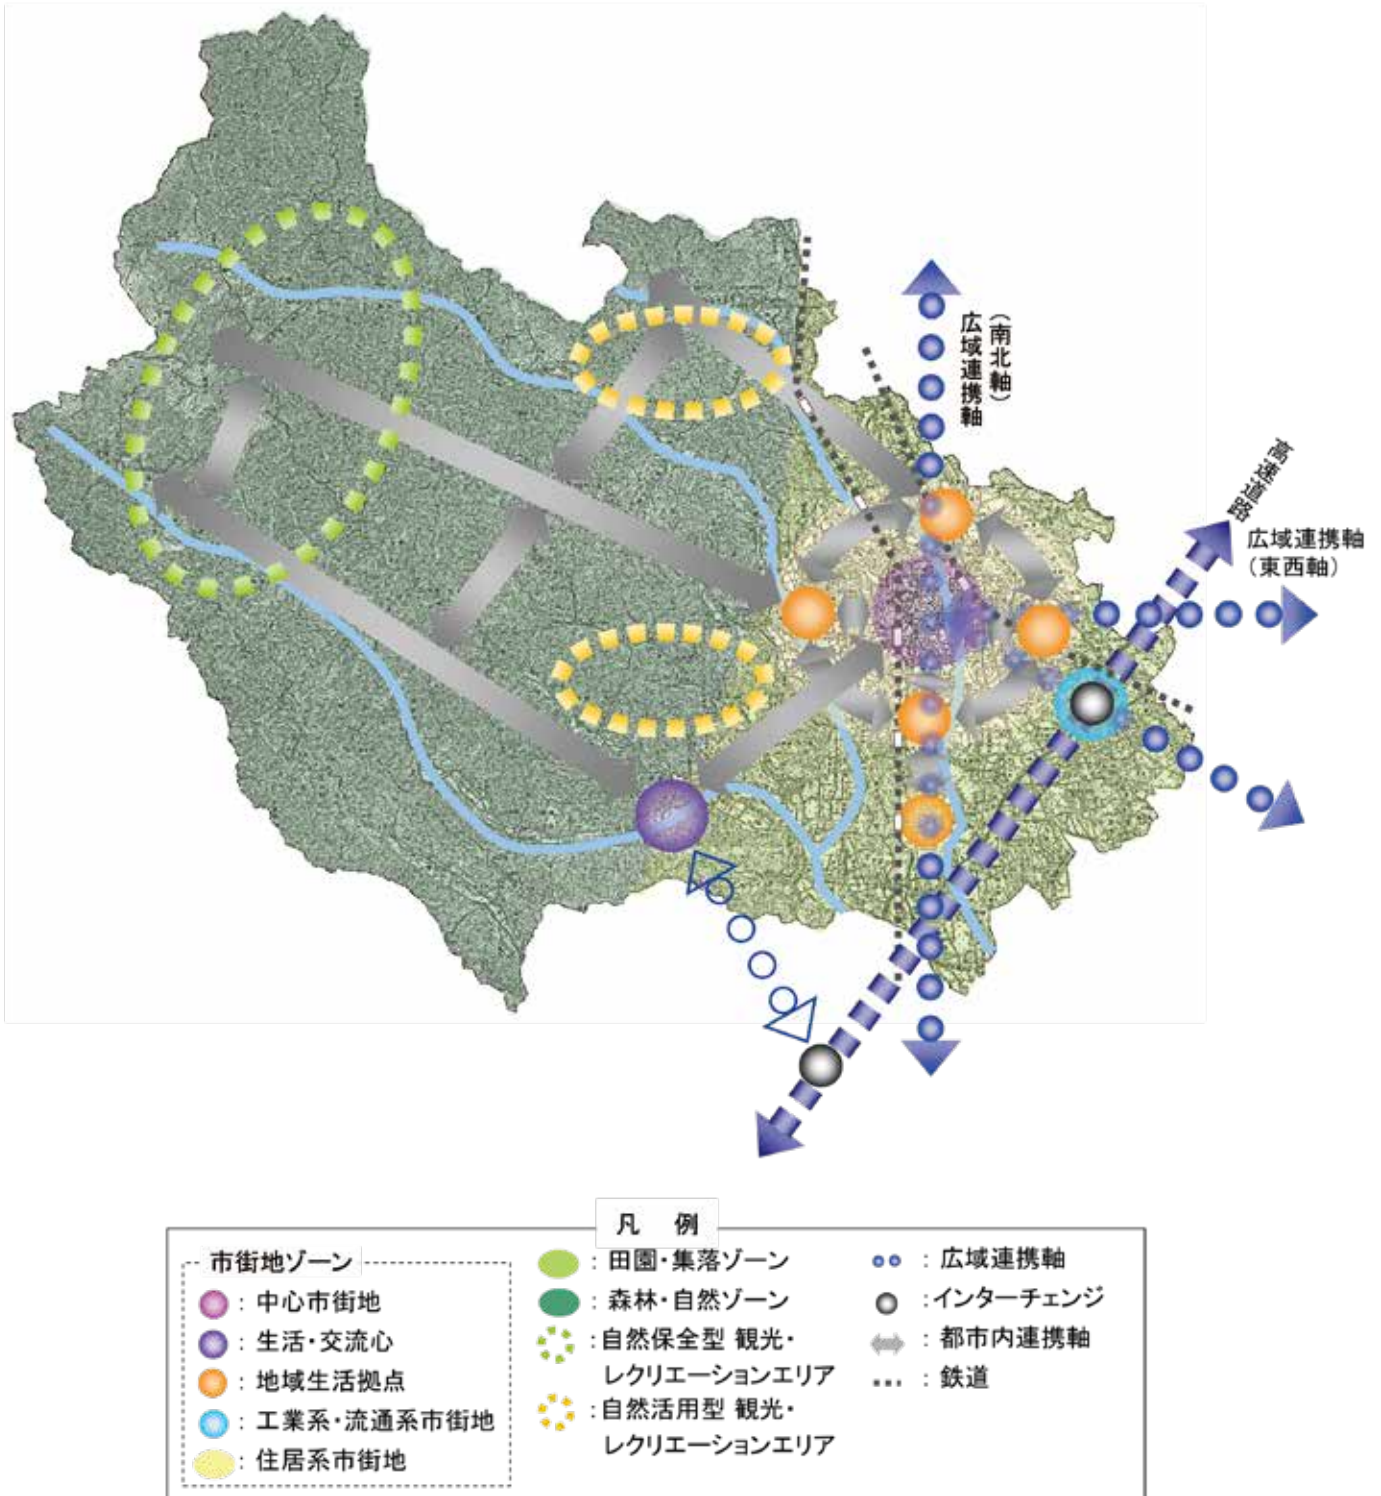 広域連携軸
（南北軸）
高速道路
広域連携軸
（東西軸）
凡　例
市街地ゾーン
：中心市街地
：生活・交流心
：地域生活拠点
：工業系・流通系市街地
：住居系市街地
：田園・集落ゾーン
：森林・自然ゾーン
：自然保全型 観光・
レクリエーションエリア
：自然活用型 観光・
レクリエーションエリア
：広域連携軸
：インターチェンジ
：都市内連携軸
：鉄道